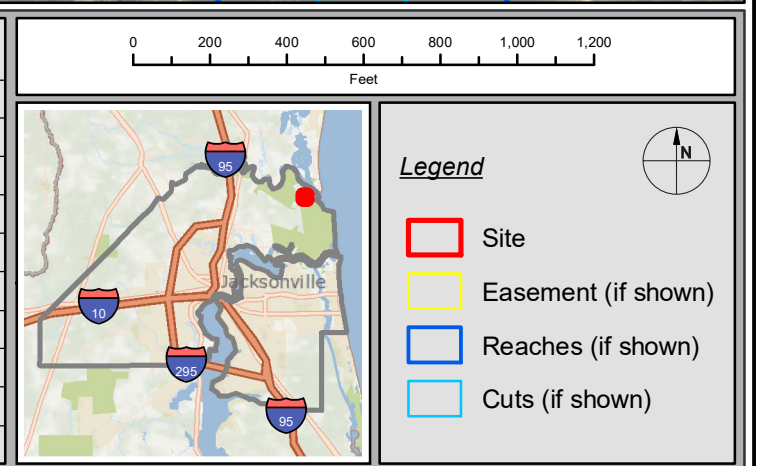 0 200 400 600 800 1,000 1,200
Feet
95
Jacksonville
10
295
95
Legend
N
Site
Easement (if shown)
Reaches (if shown)
Cuts (if shown)